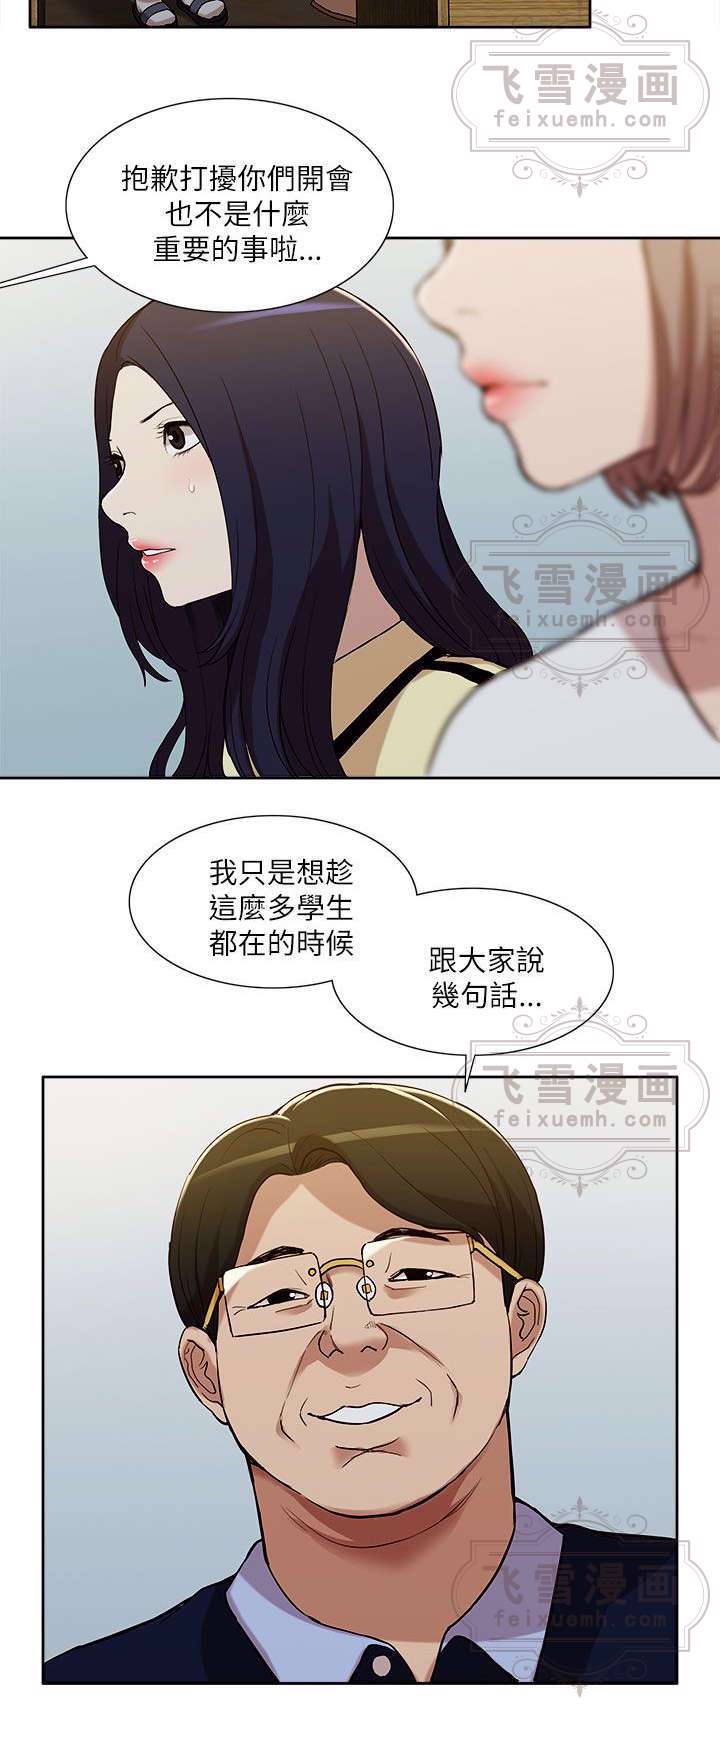 飞雪漫画
feixuemh.com
抱歉打擾你們開會
也不是什麼
重要的事啦...
飞雪漫画
feixuemh.com
我只是想趁
這麼多學生
都在的時候
跟大家說
幾句話...
飞雪漫画
feixuemh.com
飞雪漫画
feixuemh.com